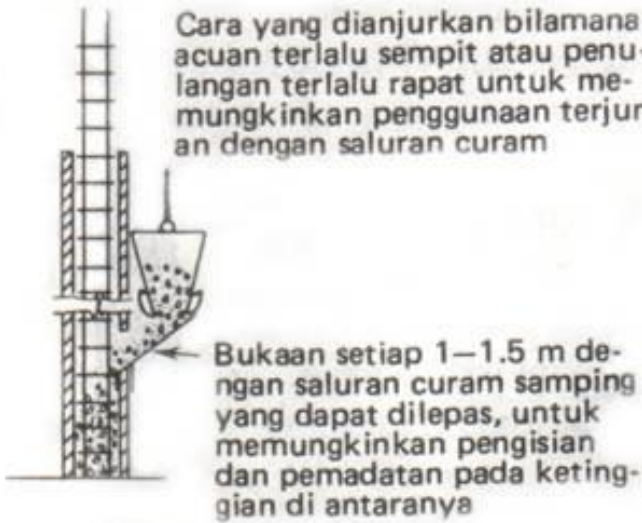 Cara yang dianjurkan bilamana
acuan terlalu sempit atau penu-
langan terlalu rapat untuk me-
mungkinkan penggunaan terjun
an dengan saluran curam
Bukaan setiap 1–1.5 m de-
ngan saluran curam samping
yang dapat dilepas, untuk
memungkinkan pengisian
dan pemadatan pada keting-
gian di antaranya